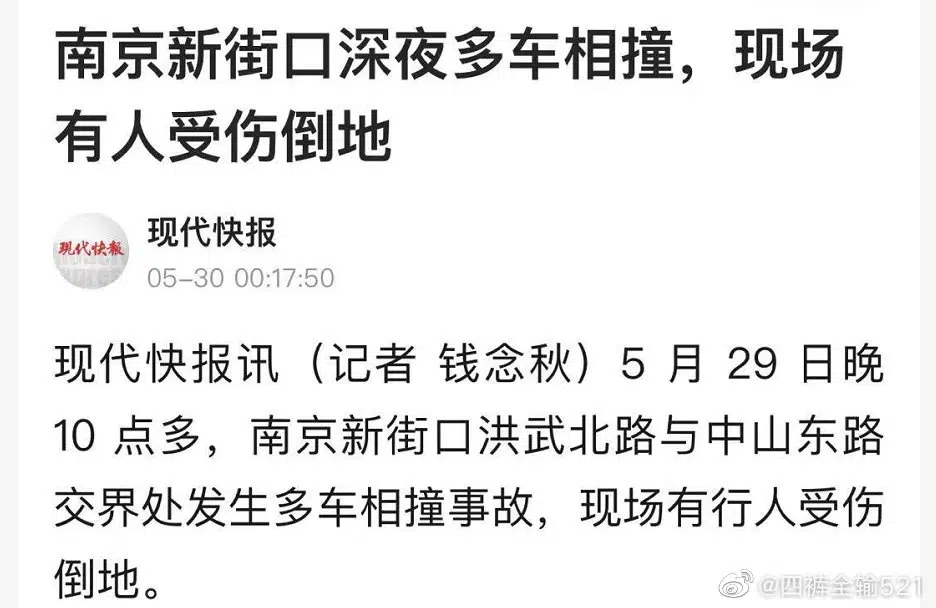 南京新街口深夜多车相撞，现场
有人受伤倒地
现代快報
现代快报
05-30 00:17:50
现代快报讯（记者 钱念秋）5 月 29 日晚
10 点多，南京新街口洪武北路与中山东路
交界处发生多车相撞事故，现场有行人受伤
倒地。
@四裤全输521